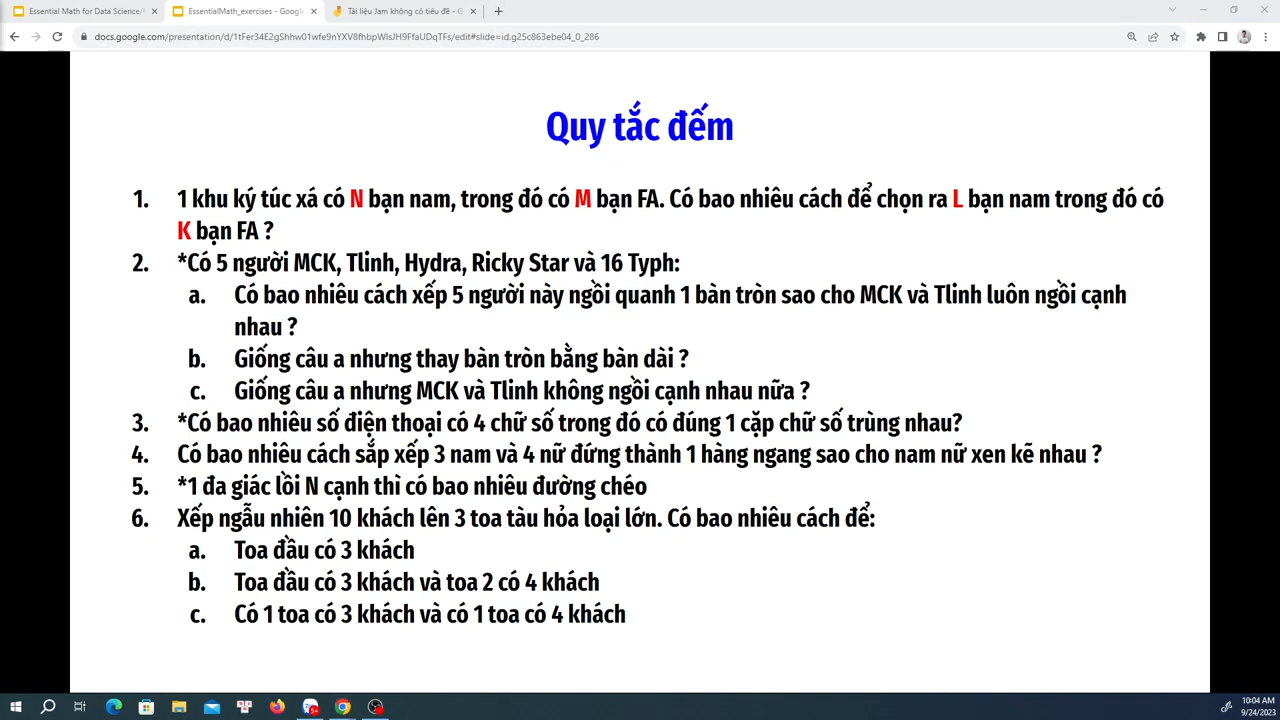 Essential Math for Data Science/
EssentialMath_exercises - Google
Tài liệu Jam không có tiêu đề - G
docs.google.com/presentation/d/1tFer34E2gShhw01wfe9nYXV8fhbpWIsJH9FfaUDqTFs/edit#slide=id.g25c863ebe04_0_286
Quy tắc đếm
1. 1 khu ký túc xá có N bạn nam, trong đó có M bạn FA. Có bao nhiêu cách để chọn ra L bạn nam trong đó có
K bạn FA ?
2. *Có 5 người MCK, Tlinh, Hydra, Ricky Star và 16 Typh:
a. Có bao nhiêu cách xếp 5 người này ngồi quanh 1 bàn tròn sao cho MCK và Tlinh luôn ngồi cạnh
nhau ?
b. Giống câu a nhưng thay bàn tròn bằng bàn dài ?
c. Giống câu a nhưng MCK và Tlinh không ngồi cạnh nhau nữa ?
3. *Có bao nhiêu số điện thoại có 4 chữ số trong đó có đúng 1 cặp chữ số trùng nhau?
4. Có bao nhiêu cách sắp xếp 3 nam và 4 nữ đứng thành 1 hàng ngang sao cho nam nữ xen kẽ nhau ?
5. *1 đa giác lồi N cạnh thì có bao nhiêu đường chéo
6. Xếp ngẫu nhiên 10 khách lên 3 toa tàu hỏa loại lớn. Có bao nhiêu cách để:
a. Toa đầu có 3 khách
b. Toa đầu có 3 khách và toa 2 có 4 khách
c. Có 1 toa có 3 khách và có 1 toa có 4 khách
5+
10:04 AM
9/24/2023